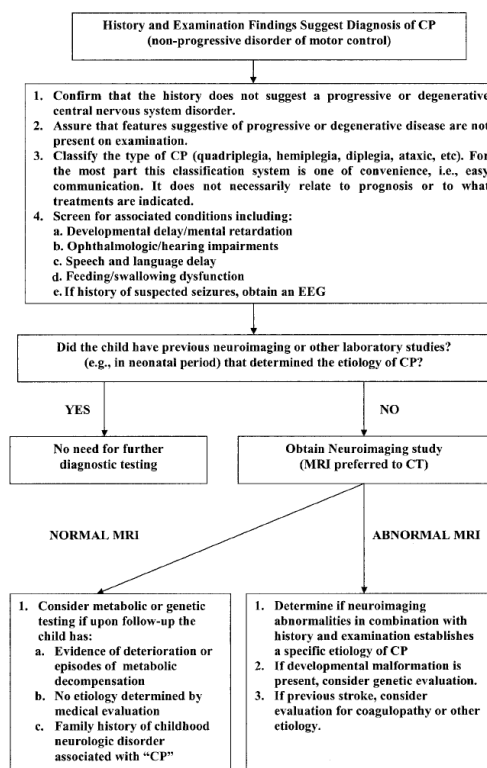 History and Examination Findings Suggest Diagnosis of CP
(non-progressive disorder of motor control)
1. Confirm that the history does not suggest a progressive or degenerative
central nervous system disorder.
2. Assure that features suggestive of progressive or degenerative disease are not
present on examination.
3. Classify the type of CP (quadriplegia, hemiplegia, diplegia, ataxic, etc). For
the most part this classification system is one of convenience, i.e., easy
communication. It does not necessarily relate to prognosis or to what
treatments are indicated.
4. Screen for associated conditions including:
a. Developmental delay/mental retardation
b. Ophthalmologic/hearing impairments
c. Speech and language delay
d. Feeding/swallowing dysfunction
e. If history of suspected seizures, obtain an EEG
Did the child have previous neuroimaging or other laboratory studies?
(e.g., in neonatal period) that determined the etiology of CP?
YES
NO
No need for further
diagnostic testing
Obtain Neuroimaging study
(MRI preferred to CT)
NORMAL MRI
ABNORMAL MRI
1. Consider metabolic or genetic
testing if upon follow-up the
child has:
a. Evidence of deterioration or
episodes of metabolic
decompensation
b. No etiology determined by
medical evaluation
c. Family history of childhood
neurologic disorder
associated with “CP”
1. Determine if neuroimaging
abnormalities in combination with
history and examination establishes
a specific etiology of CP
2. If developmental malformation is
present, consider genetic evaluation.
3. If previous stroke, consider
evaluation for coagulopathy or other
etiology.